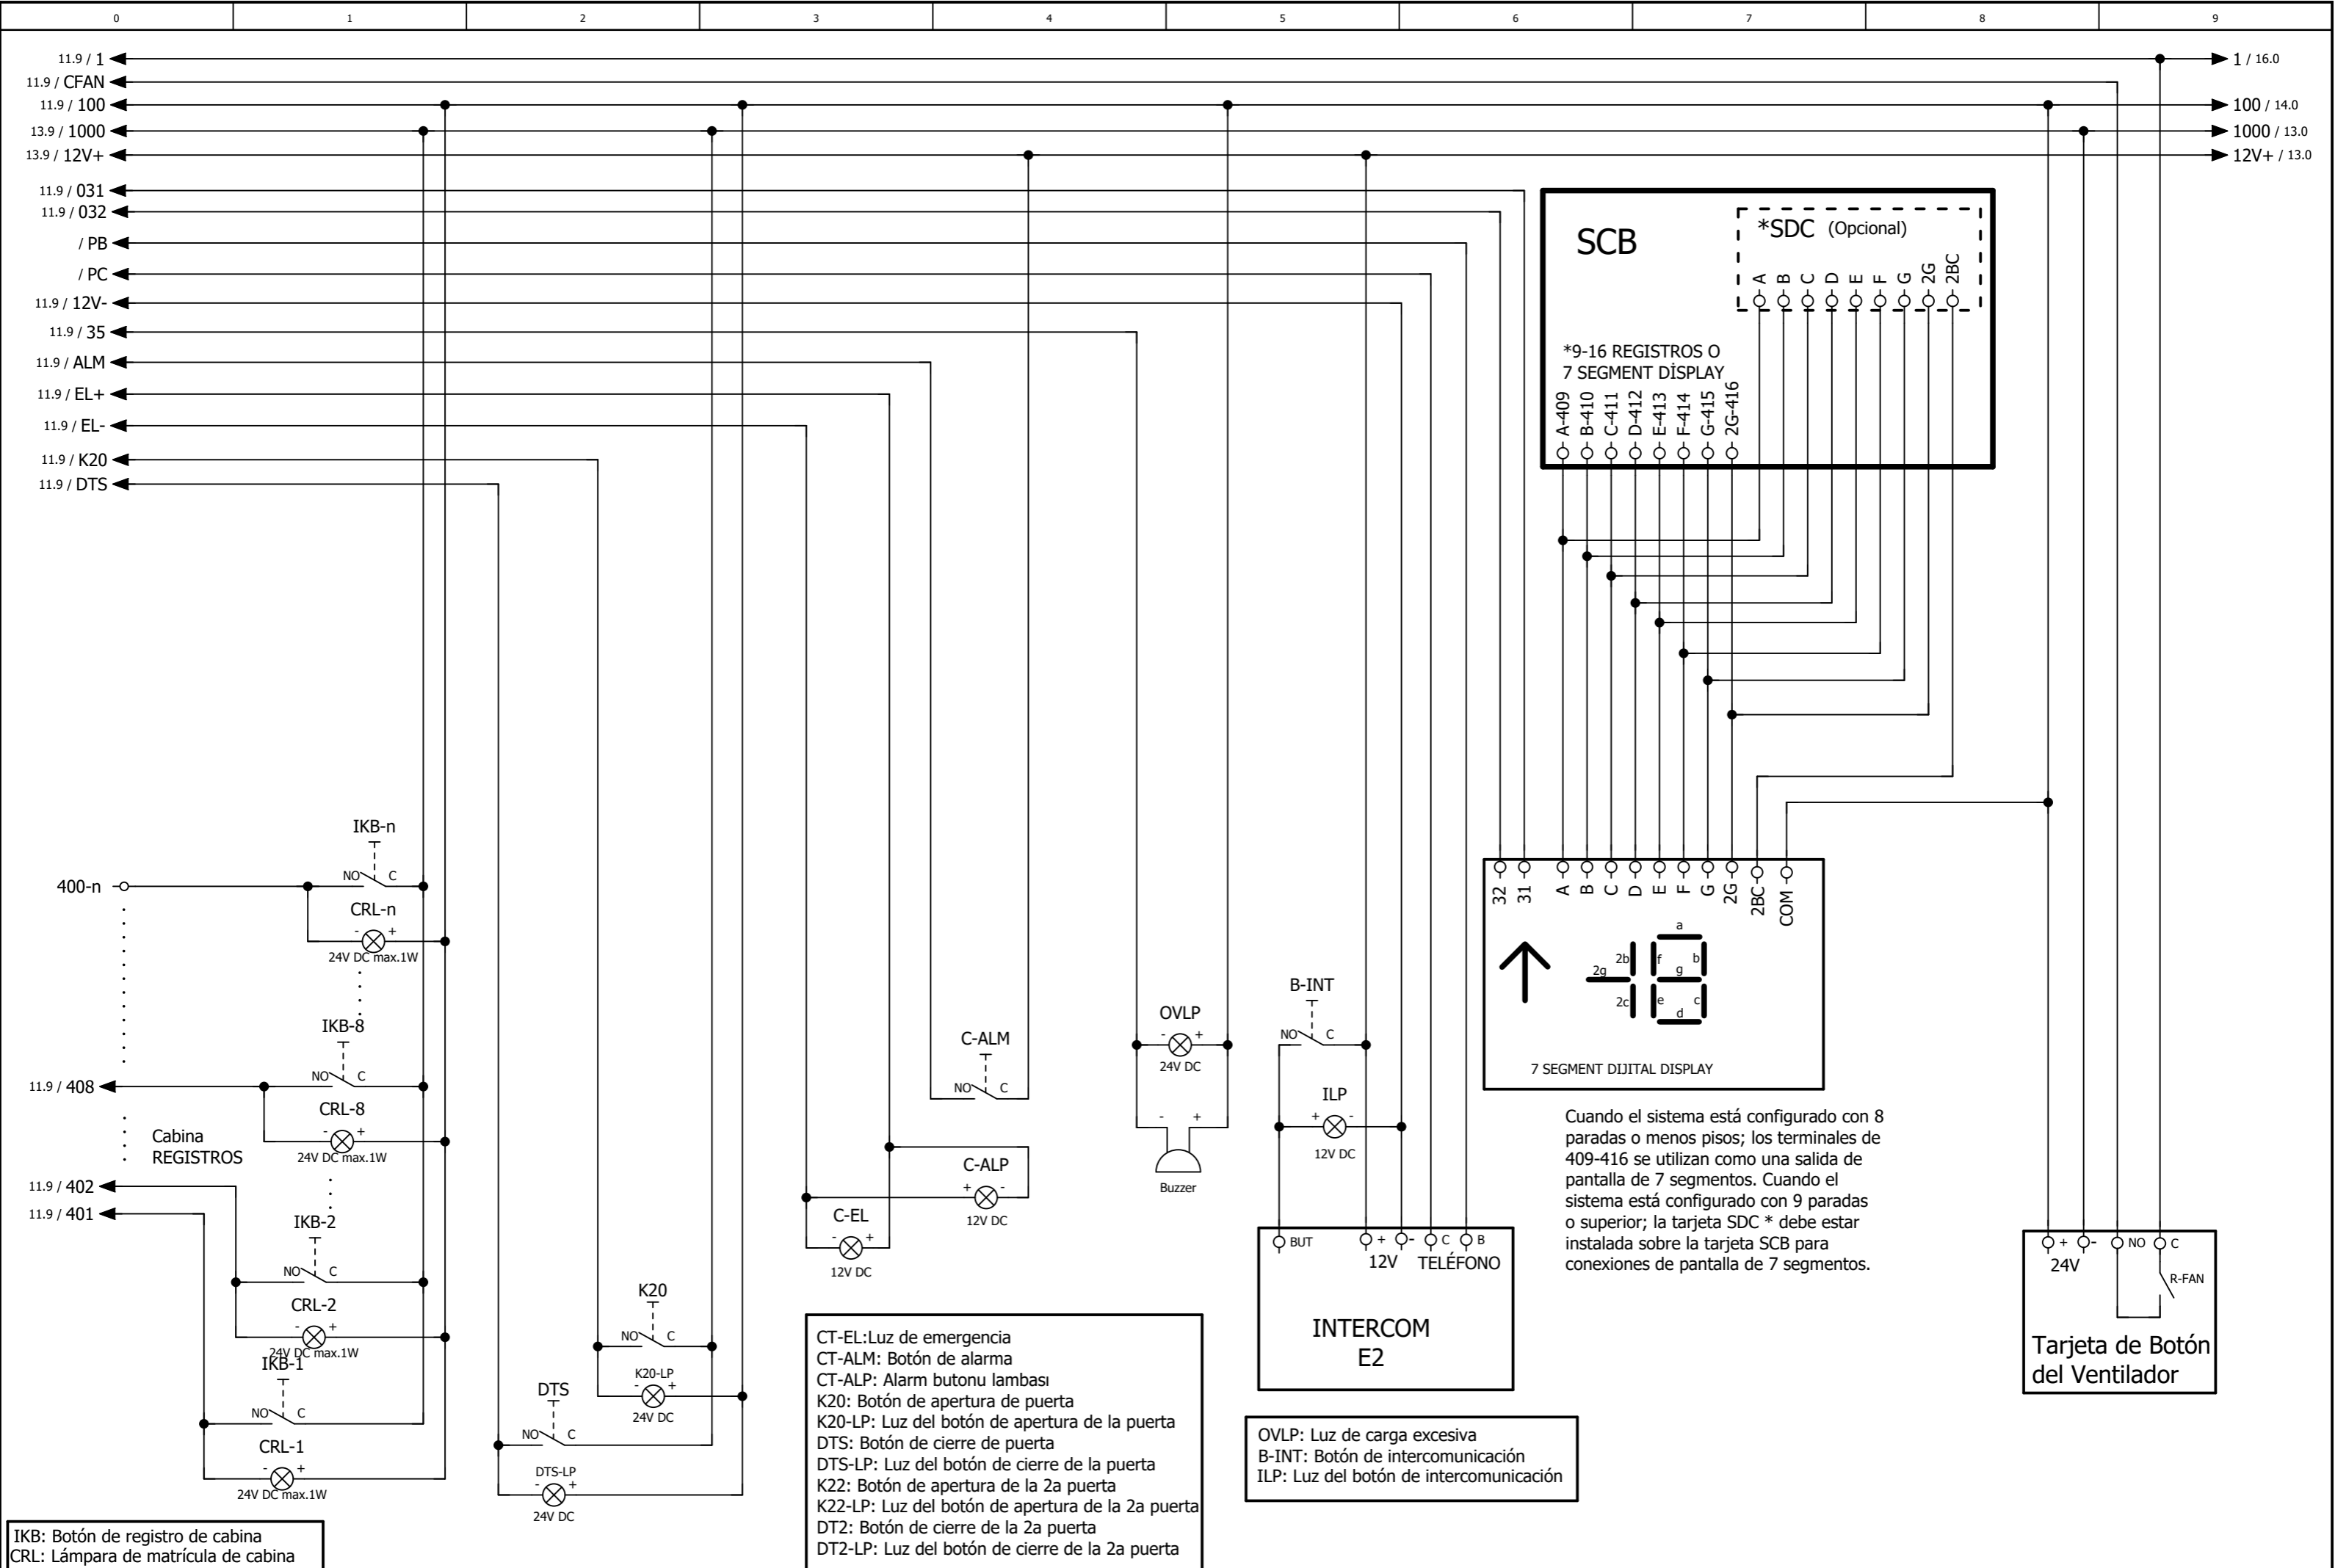 0 1 2 3 4 5 6 7 8 9
11.9 / 1
1 / 16.0
11.9 / CFAN
11.9 / 100
100 / 14.0
13.9 / 1000
1000 / 13.0
13.9 / 12V+
12V+ / 13.0
11.9 / 031
11.9 / 032
/ PB
/ PC
11.9 / 12V-
11.9 / 35
11.9 / ALM
11.9 / EL+
11.9 / EL-
11.9 / K20
11.9 / DTS
SCB
*SDC (Opcional)
A B C D E F G 2G 2BC
*9-16 REGISTROS O
7 SEGMENT DİSPLAY
A-409 B-410 C-411 D-412 E-413 F-414 G-415 2G-416
IKB-n
NO C
400-n
CRL-n
- +
24V DC max.1W
IKB-8
NO C
11.9 / 408
CRL-8
- +
24V DC max.1W
Cabina
REGISTROS
11.9 / 402
11.9 / 401
IKB-2
NO C
CRL-2
- +
24V DC max.1W
IKB-1
NO C
CRL-1
- +
24V DC max.1W
IKB: Botón de registro de cabina
CRL: Lámpara de matrícula de cabina
DTS
NO C
DTS-LP
- +
24V DC
K20
NO C
K20-LP
- +
24V DC
C-EL
- +
12V DC
C-ALM
NO C
C-ALP
+ -
12V DC
OVLP
- +
24V DC
- +
Buzzer
B-INT
NO C
ILP
+ -
12V DC
BUT + - C B
12V TELÉFONO
INTERCOM
E2
32 31 A B C D E F G 2G 2BC COM
a
2b f b
2g g
2c e c
d
7 SEGMENT DIJITAL DISPLAY
Cuando el sistema está configurado con 8
paradas o menos pisos; los terminales de
409-416 se utilizan como una salida de
pantalla de 7 segmentos. Cuando el
sistema está configurado con 9 paradas
o superior; la tarjeta SDC * debe estar
instalada sobre la tarjeta SCB para
conexiones de pantalla de 7 segmentos.
+ - NO C
24V
R-FAN
Tarjeta de Botón
del Ventilador
CT-EL:Luz de emergencia
CT-ALM: Botón de alarma
CT-ALP: Alarm butonu lambası
K20: Botón de apertura de puerta
K20-LP: Luz del botón de apertura de la puerta
DTS: Botón de cierre de puerta
DTS-LP: Luz del botón de cierre de la puerta
K22: Botón de apertura de la 2a puerta
K22-LP: Luz del botón de apertura de la 2a puerta
DT2: Botón de cierre de la 2a puerta
DT2-LP: Luz del botón de cierre de la 2a puerta
OVLP: Luz de carga excesiva
B-INT: Botón de intercomunicación
ILP: Luz del botón de intercomunicación